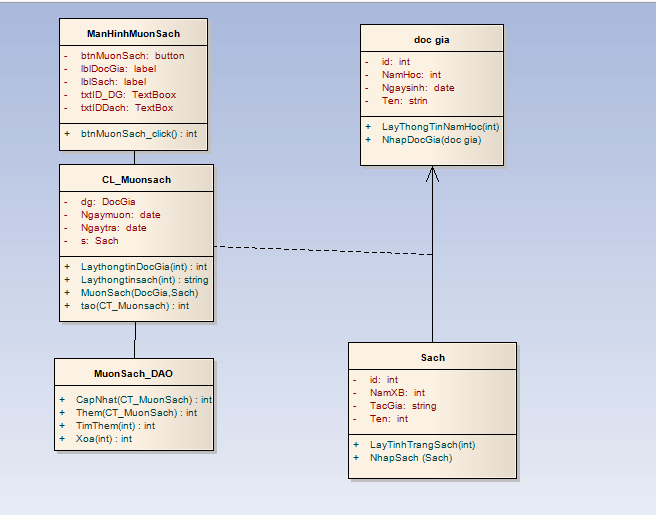 ManHinhMuonSach
- btnMuonSach: button
- lblDocGia: label
- lblSach: label
- txtID_DG: TextBoox
- txtIDDach: TextBox
+ btnMuonSach_click() : int
CL_Muonsach
- dg: DocGia
- Ngaymuon: date
- Ngaytra: date
- s: Sach
+ LaythongtinDocGia(int) : int
+ Laythongtinsach(int) : string
+ MuonSach(DocGia,Sach)
+ tao(CT_Muonsach) : int
MuonSach_DAO
+ CapNhat(CT_MuonSach) : int
+ Them(CT_MuonSach) : int
+ TimThem(int) : int
+ Xoa(int) : int
doc gia
- id: int
- NamHoc: int
- Ngaysinh: date
- Ten: strin
+ LayThongTinNamHoc(int)
+ NhapDocGia(doc gia)
Sach
- id: int
- NamXB: int
- TacGia: string
- Ten: int
+ LayTinhTrangSach(int)
+ NhapSach (Sach)